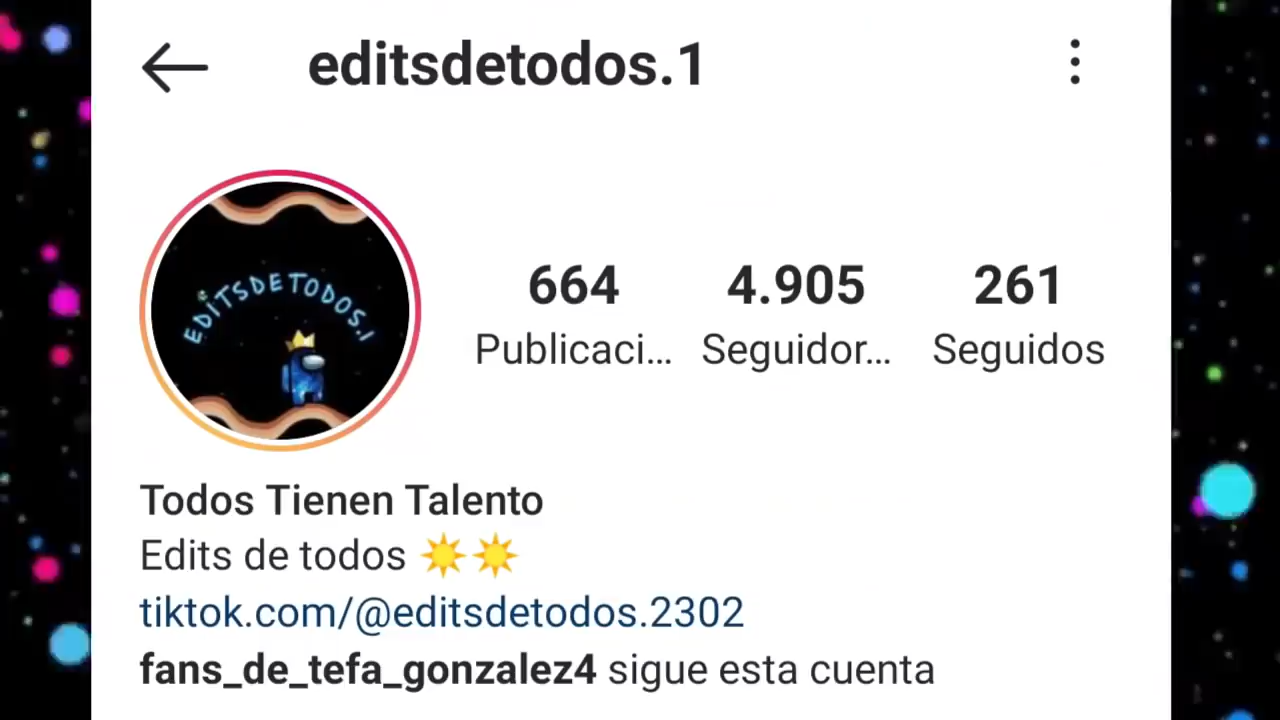 editsdetodos.1
EDITSDETODOS.1
664 4.905 261
Publicaci... Seguidor... Seguidos
Todos Tienen Talento
Edits de todos ☀️☀️
tiktok.com/@editsdetodos.2302
fans_de_tefa_gonzalez4 sigue esta cuenta